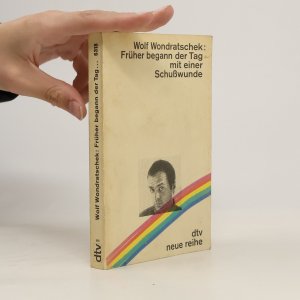 Wolf Wondratschek:
Früher begann der Tag
mit einer
Schußwunde
dtv
neue reihe
Wolf Wondratschek: Früher begann der Tag ...
dtv